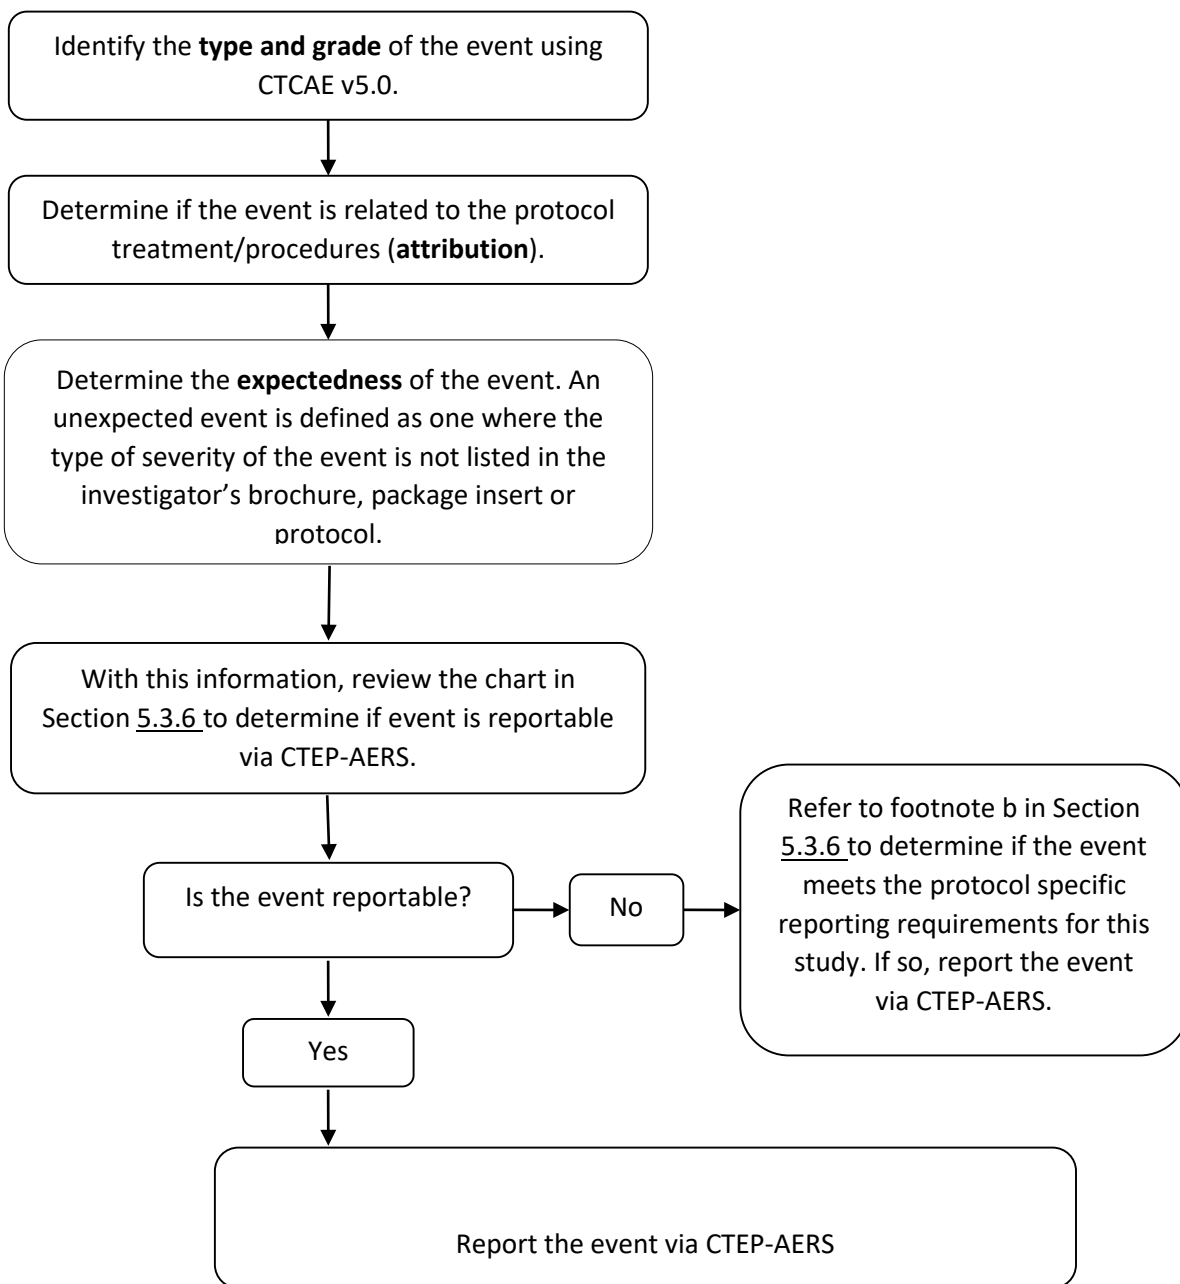 Identify the type and grade of the event using
CTCAE v5.0.
Determine if the event is related to the protocol
treatment/procedures (attribution).
Determine the expectedness of the event. An
unexpected event is defined as one where the
type of severity of the event is not listed in the
investigator’s brochure, package insert or
protocol.
With this information, review the chart in
Section 5.3.6 to determine if event is reportable
via CTEP-AERS.
Is the event reportable?
No
Refer to footnote b in Section
5.3.6 to determine if the event
meets the protocol specific
reporting requirements for this
study. If so, report the event
via CTEP-AERS.
Yes
Report the event via CTEP-AERS